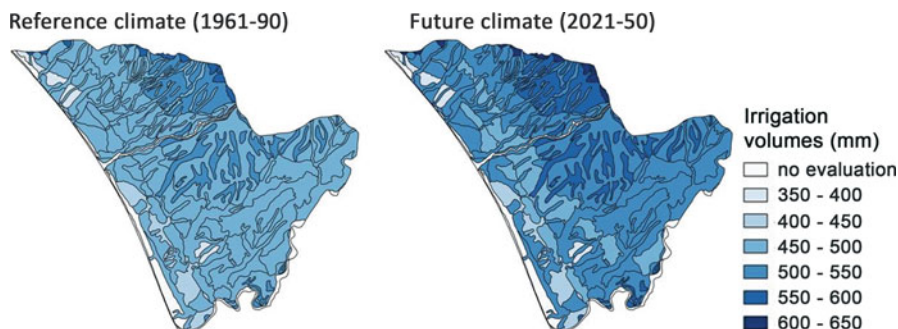 Reference climate (1961-90)
Future climate (2021-50)
Irrigation
volumes (mm)
no evaluation
350 - 400
400 - 450
450 - 500
500 - 550
550 - 600
600 - 650